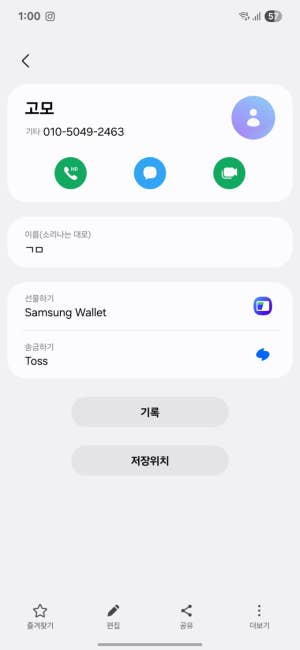 1:00
57
고모
기타 010-5049-2463
HD
이름(소리나는 대로)
ㄱㅁ
선물하기
Samsung Wallet
송금하기
Toss
기록
저장위치
즐겨찾기 편집 공유 더보기